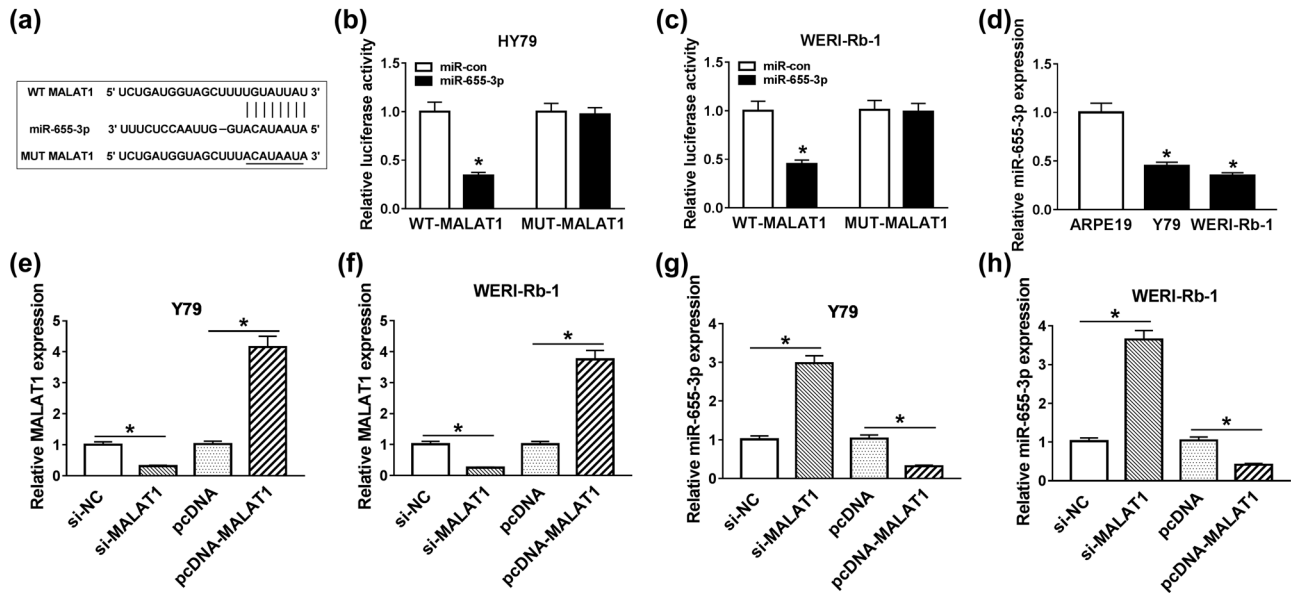 (a)
WT MALAT1 5' UCUGAUGGUAGCUUUUGUAUUAU 3'
miR-655-3p 3' UUUCUCCAAUUG –GUACAUAAUA 5'
MUT MALAT1 5' UCUGAUGGUAGCUUUACAUAAUA 3'
(b)
HY79
Relative luciferase activity
miR-con
miR-655-3p
1.5
1.0
0.5
0.0
*
WT-MALAT1 MUT-MALAT1
(c)
WERI-Rb-1
Relative luciferase activity
miR-con
miR-655-3p
1.5
1.0
0.5
0.0
*
WT-MALAT1 MUT-MALAT1
(d)
Relative miR-655-3p expression
1.5
1.0
0.5
0.0
* *
ARPE19 Y79 WERI-Rb-1
(e)
Y79
Relative MALAT1 expression
5
4
3
2
1
0
* *
si-NC
si-MALAT1
pcDNA
pcDNA-MALAT1
(f)
WERI-Rb-1
Relative MALAT1 expression
5
4
3
2
1
0
* *
si-NC
si-MALAT1
pcDNA
pcDNA-MALAT1
(g)
Y79
Relative miR-655-3p expression
4
3
2
1
0
* *
si-NC
si-MALAT1
pcDNA
pcDNA-MALAT1
(h)
WERI-Rb-1
Relative miR-655-3p expression
4
3
2
1
0
* *
si-NC
si-MALAT1
pcDNA
pcDNA-MALAT1